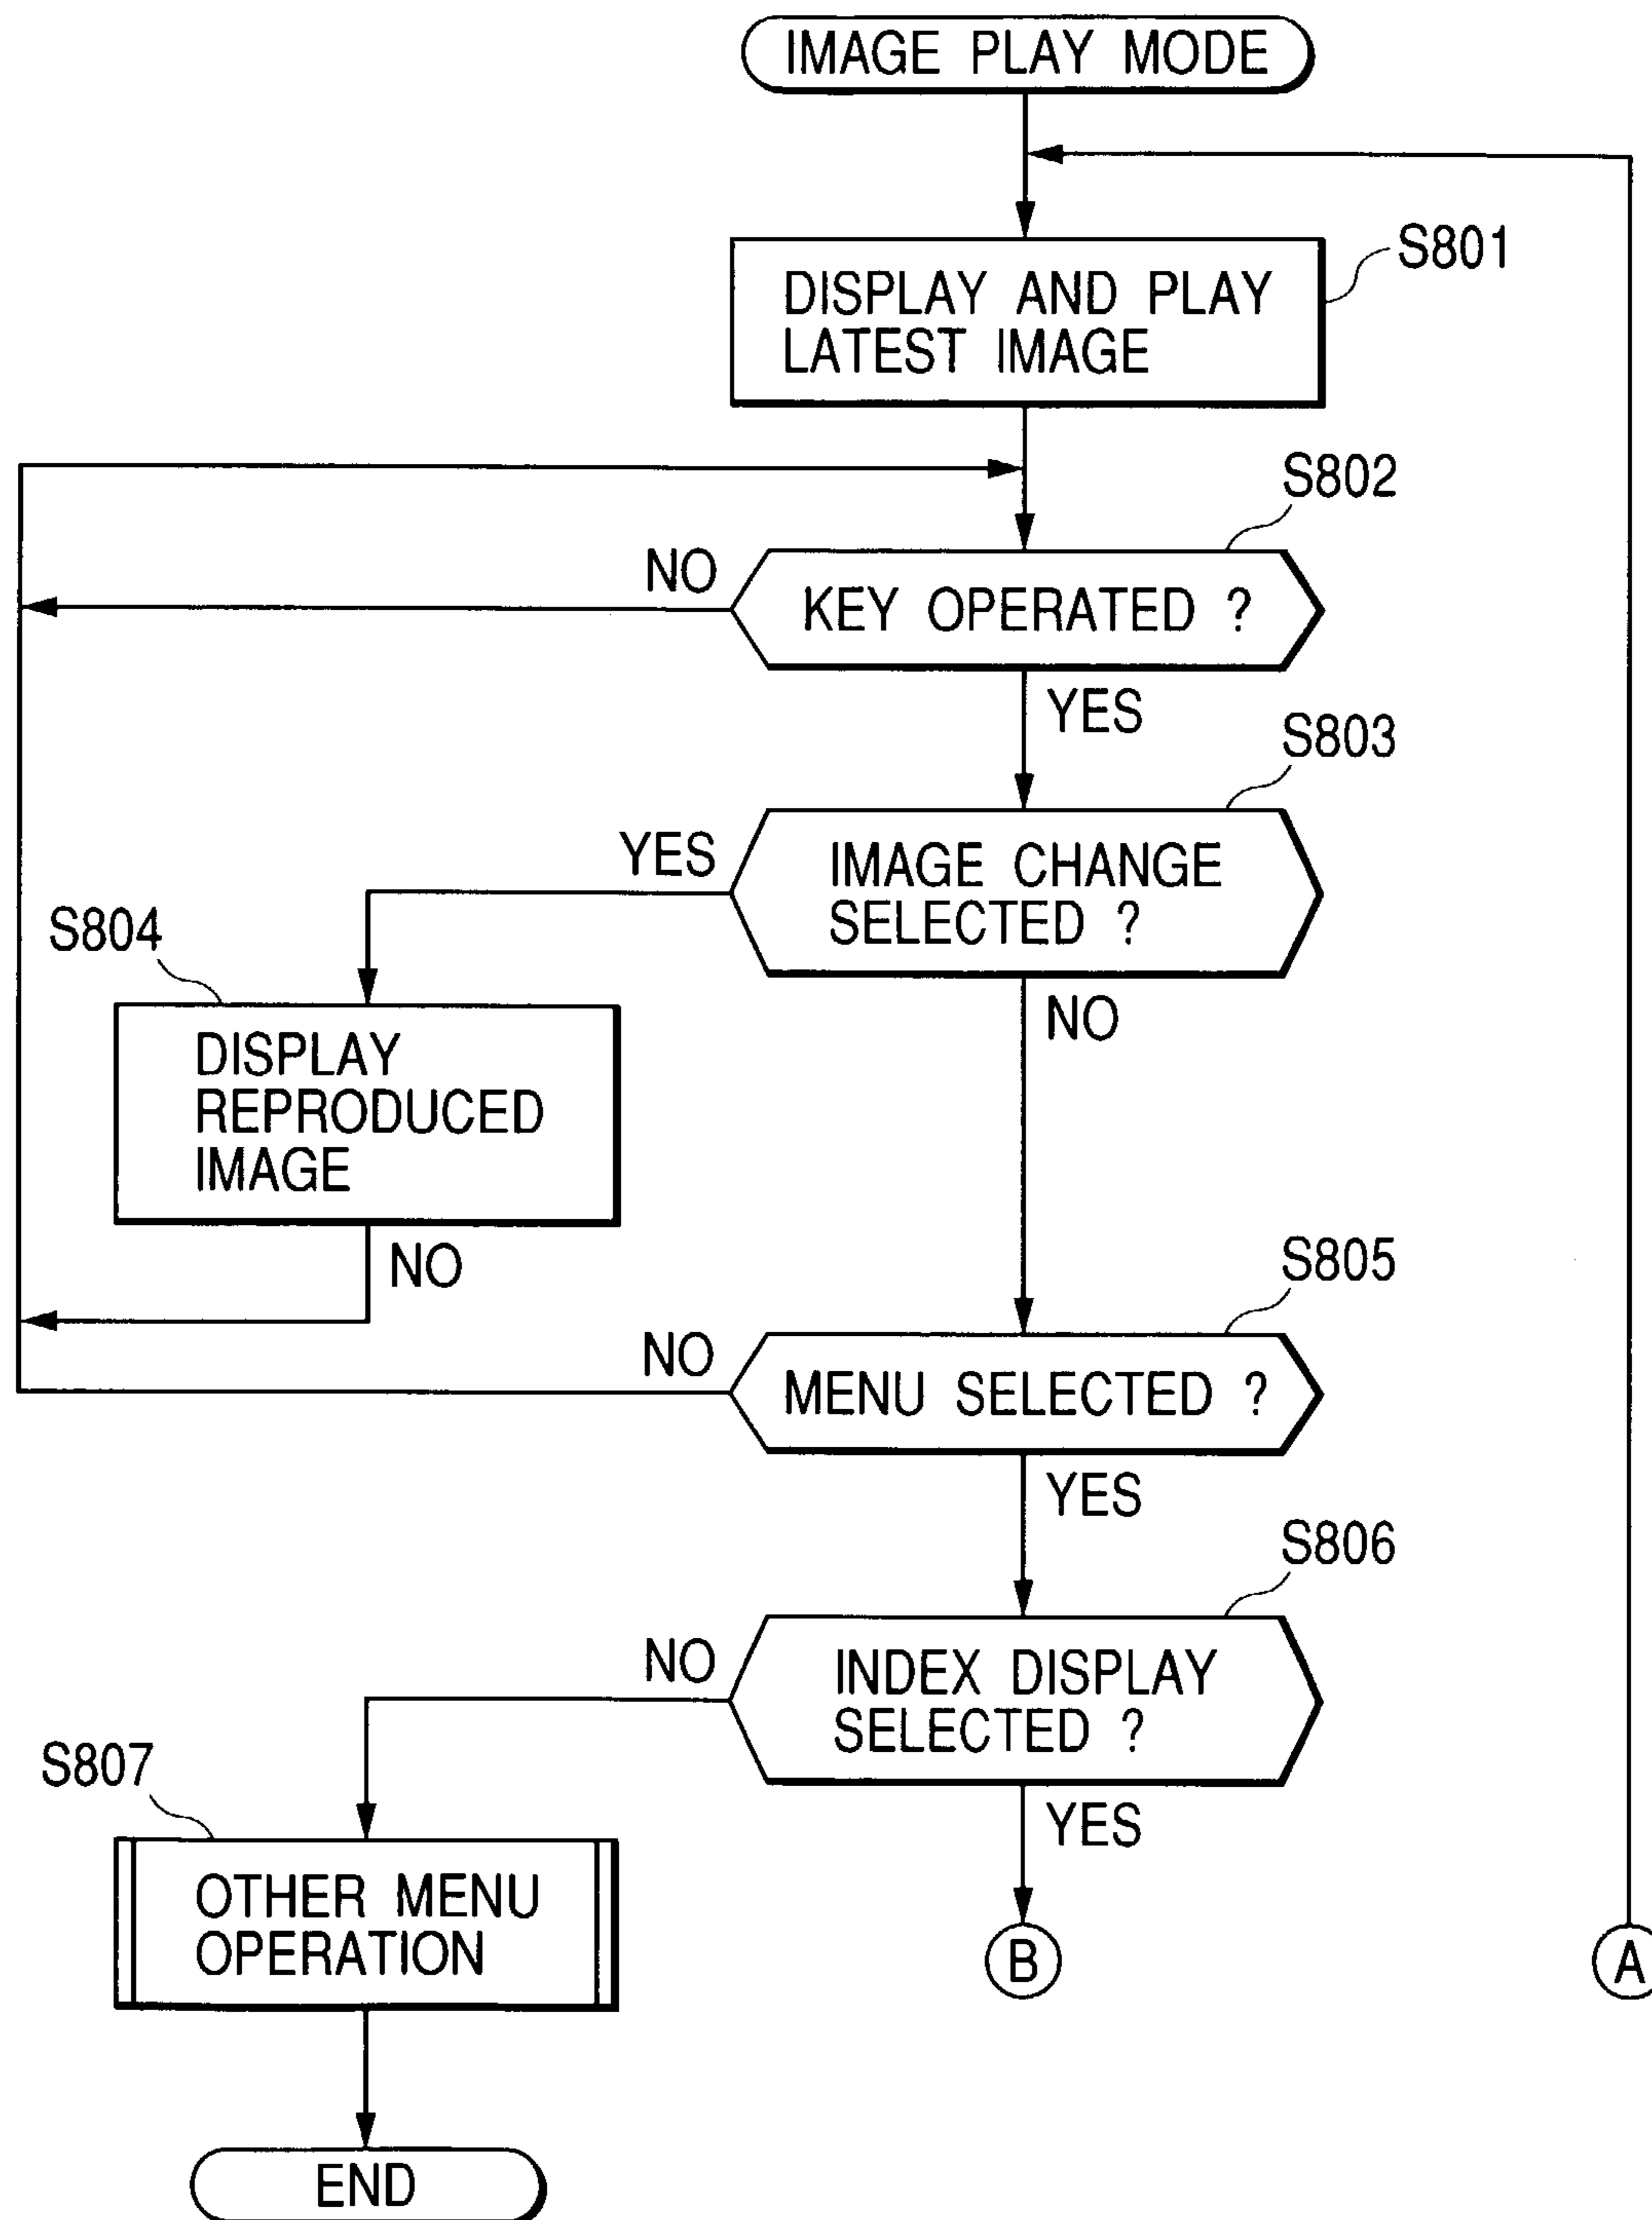 IMAGE PLAY MODE
S801
DISPLAY AND PLAY
LATEST IMAGE
S802
NO
KEY OPERATED ?
YES
S803
YES
IMAGE CHANGE
SELECTED ?
S804
NO
DISPLAY
REPRODUCED
IMAGE
NO
S805
NO
MENU SELECTED ?
YES
S806
NO
INDEX DISPLAY
SELECTED ?
S807
YES
OTHER MENU
OPERATION
B
A
END